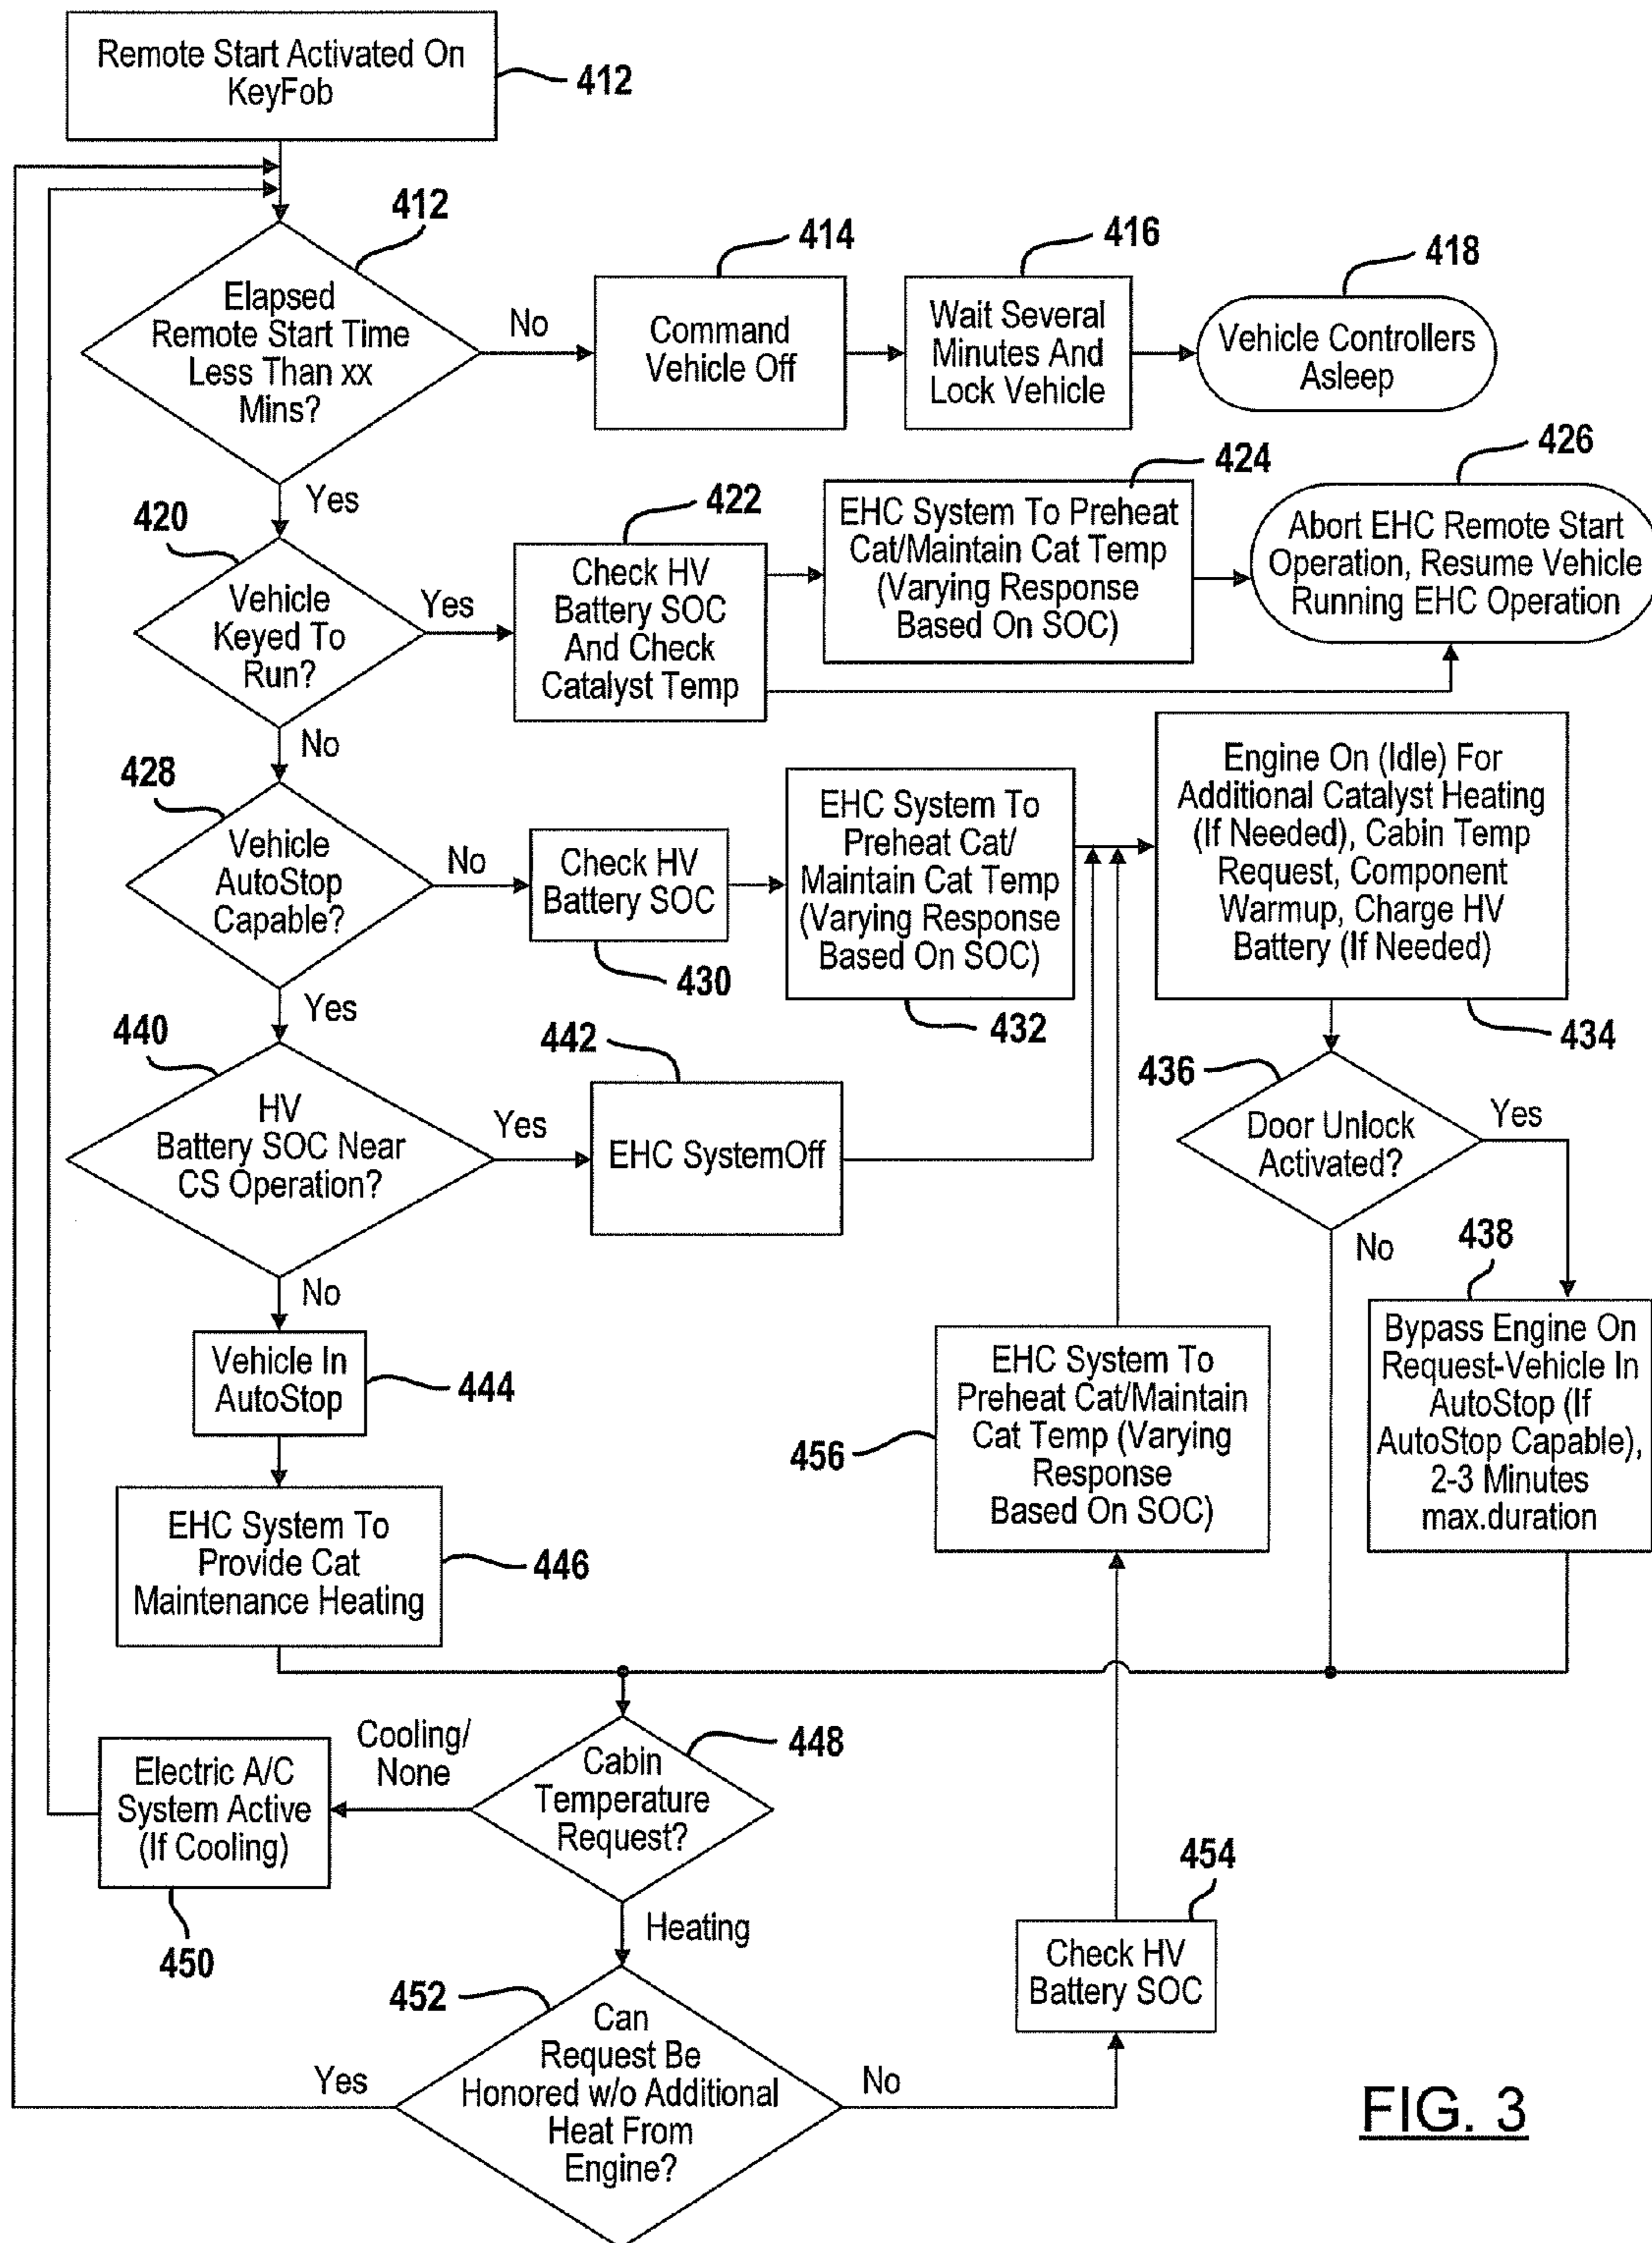 Remote Start Activated On
KeyFob
412
412
Elapsed
Remote Start Time
Less Than xx
Mins?
No
414
Command
Vehicle Off
416
Wait Several
Minutes And
Lock Vehicle
418
Vehicle Controllers
Asleep
Yes
420
Vehicle
Keyed To
Run?
Yes
422
Check HV
Battery SOC
And Check
Catalyst Temp
424
EHC System To Preheat
Cat/Maintain Cat Temp
(Varying Response
Based On SOC)
426
Abort EHC Remote Start
Operation, Resume Vehicle
Running EHC Operation
No
428
Vehicle
AutoStop
Capable?
No
Check HV
Battery SOC
430
EHC System To
Preheat Cat/
Maintain Cat Temp
(Varying Response
Based On SOC)
432
Engine On (Idle) For
Additional Catalyst Heating
(If Needed), Cabin Temp
Request, Component
Warmup, Charge HV
Battery (If Needed)
434
Yes
440
HV
Battery SOC Near
CS Operation?
Yes
442
EHC SystemOff
436
Door Unlock
Activated?
Yes
No
438
Bypass Engine On
Request-Vehicle In
AutoStop (If
AutoStop Capable),
2-3 Minutes
max.duration
No
Vehicle In
AutoStop
444
EHC System To
Provide Cat
Maintenance Heating
446
456
EHC System To
Preheat Cat/Maintain
Cat Temp (Varying
Response
Based On SOC)
Cabin
Temperature
Request?
448
Cooling/
None
Electric A/C
System Active
(If Cooling)
450
Heating
452
Can
Request Be
Honored w/o Additional
Heat From
Engine?
Yes
No
454
Check HV
Battery SOC
FIG. 3